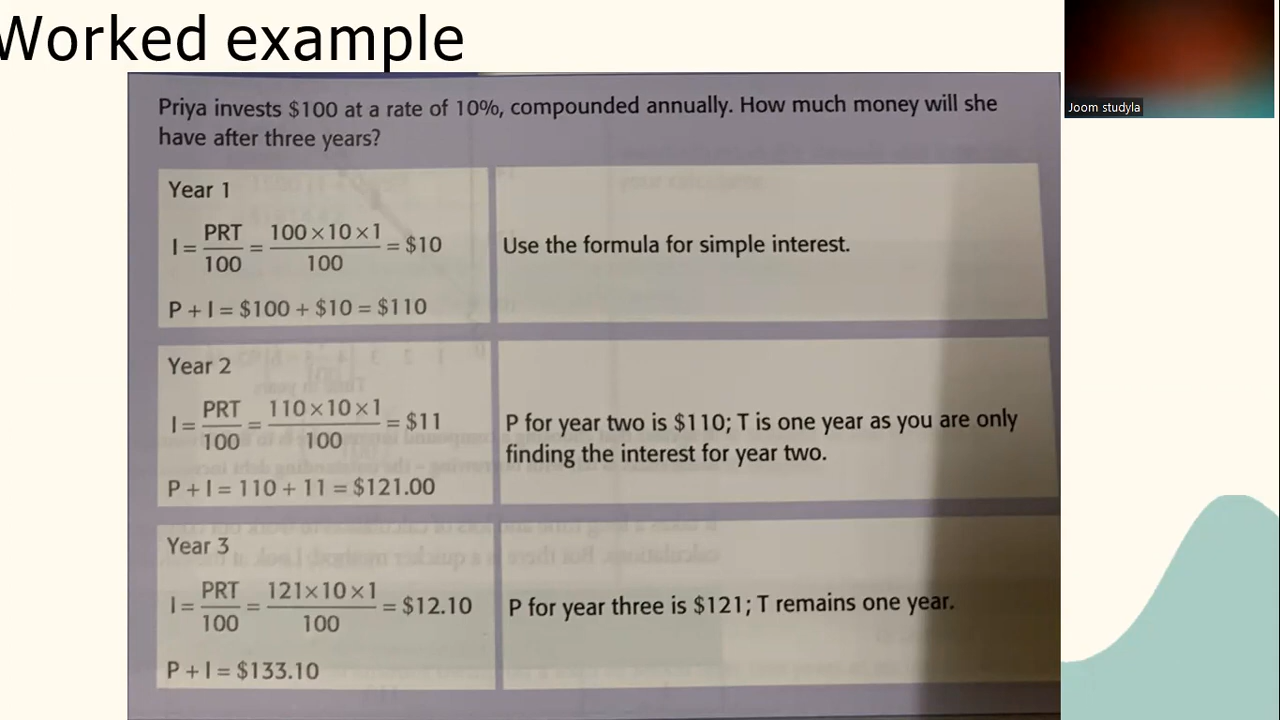 Worked example
Joom studyla
Priya invests $100 at a rate of 10%, compounded annually. How much money will she
have after three years?
Year 1
I = PRT/100 = 100×10×1/100 = $10
P + I = $100 + $10 = $110
Use the formula for simple interest.
Year 2
I = PRT/100 = 110×10×1/100 = $11
P + I = 110 + 11 = $121.00
P for year two is $110; T is one year as you are only
finding the interest for year two.
Year 3
I = PRT/100 = 121×10×1/100 = $12.10
P + I = $133.10
P for year three is $121; T remains one year.